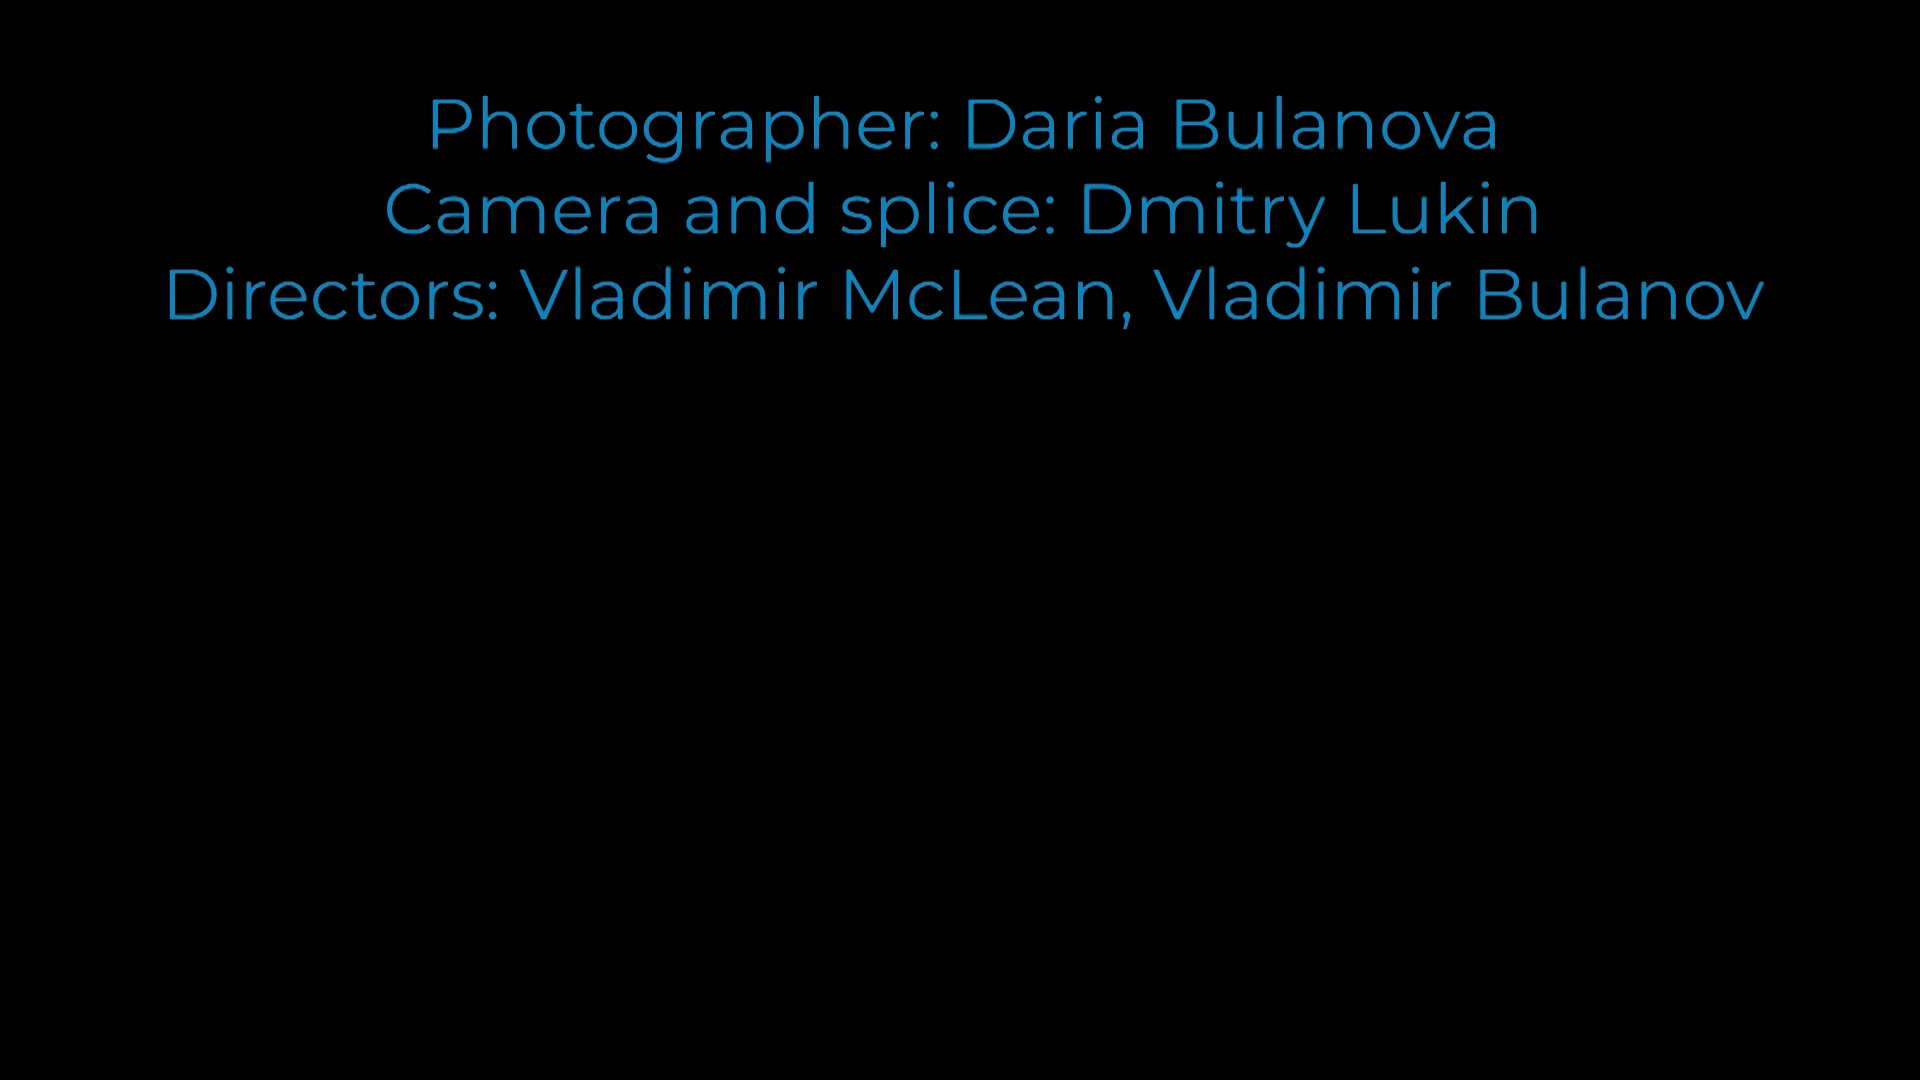 Photographer: Daria Bulanova
Camera and splice: Dmitry Lukin
Directors: Vladimir McLean, Vladimir Bulanov